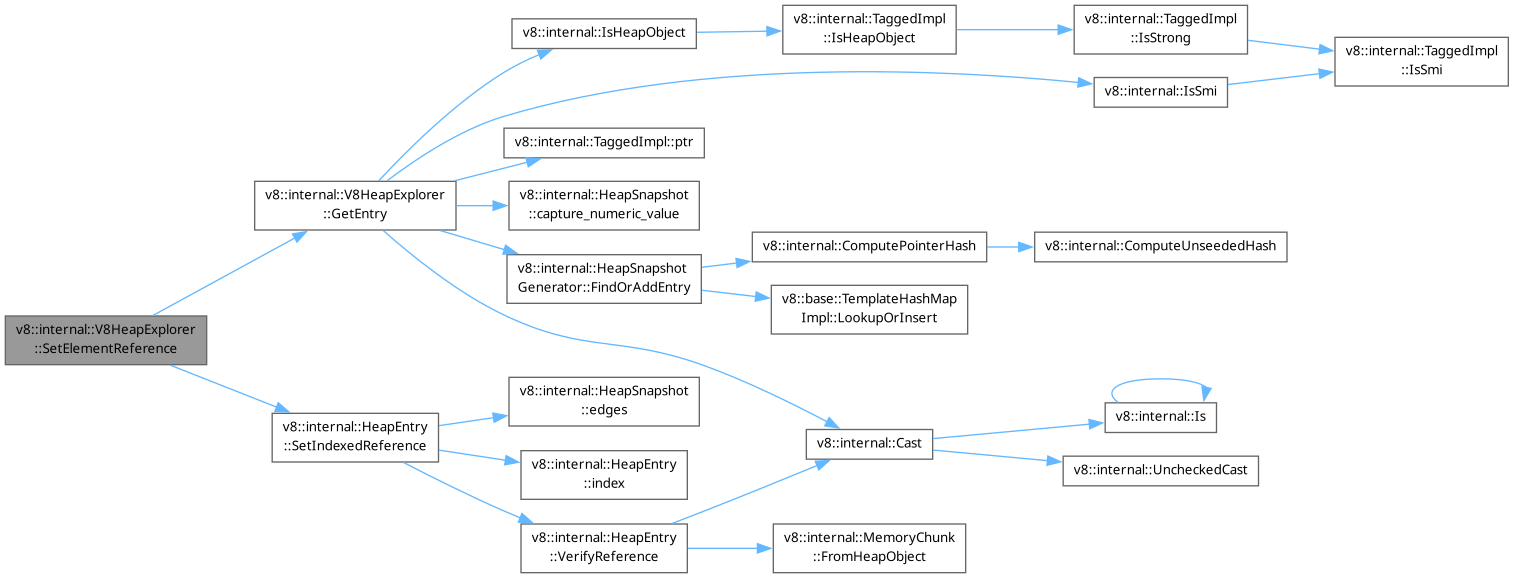 v8::internal::V8HeapExplorer
::SetElementReference
v8::internal::V8HeapExplorer
::GetEntry
v8::internal::IsHeapObject
v8::internal::TaggedImpl
::IsHeapObject
v8::internal::TaggedImpl
::IsStrong
v8::internal::TaggedImpl
::IsSmi
v8::internal::IsSmi
v8::internal::TaggedImpl::ptr
v8::internal::HeapSnapshot
::capture_numeric_value
v8::internal::HeapSnapshot
Generator::FindOrAddEntry
v8::internal::ComputePointerHash
v8::internal::ComputeUnseededHash
v8::base::TemplateHashMap
Impl::LookupOrInsert
v8::internal::HeapEntry
::SetIndexedReference
v8::internal::HeapSnapshot
::edges
v8::internal::HeapEntry
::index
v8::internal::HeapEntry
::VerifyReference
v8::internal::Cast
v8::internal::Is
v8::internal::UncheckedCast
v8::internal::MemoryChunk
::FromHeapObject